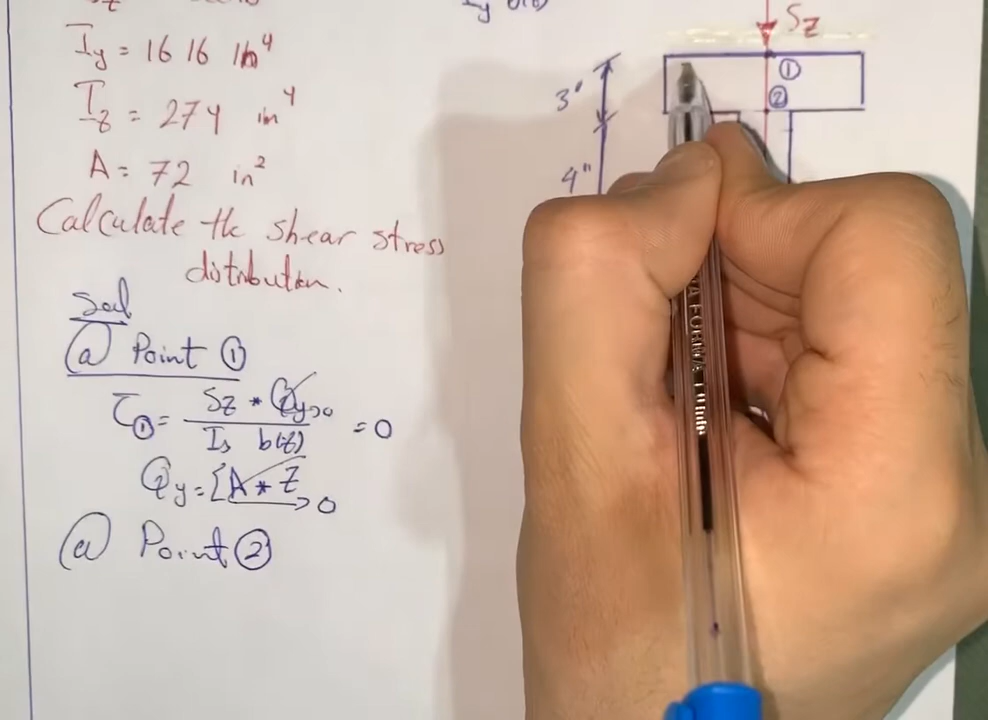 Iy = 1616 in⁴
Iz = 274 in⁴
A = 72 in²
Calculate the shear stress
distribution.
Sol
@ Point ①
τ① = Sz * Qy→0 / Iy b(z) = 0
Qy = [A * Z →0
@ Point ②
Sz
①
②
3"
4"